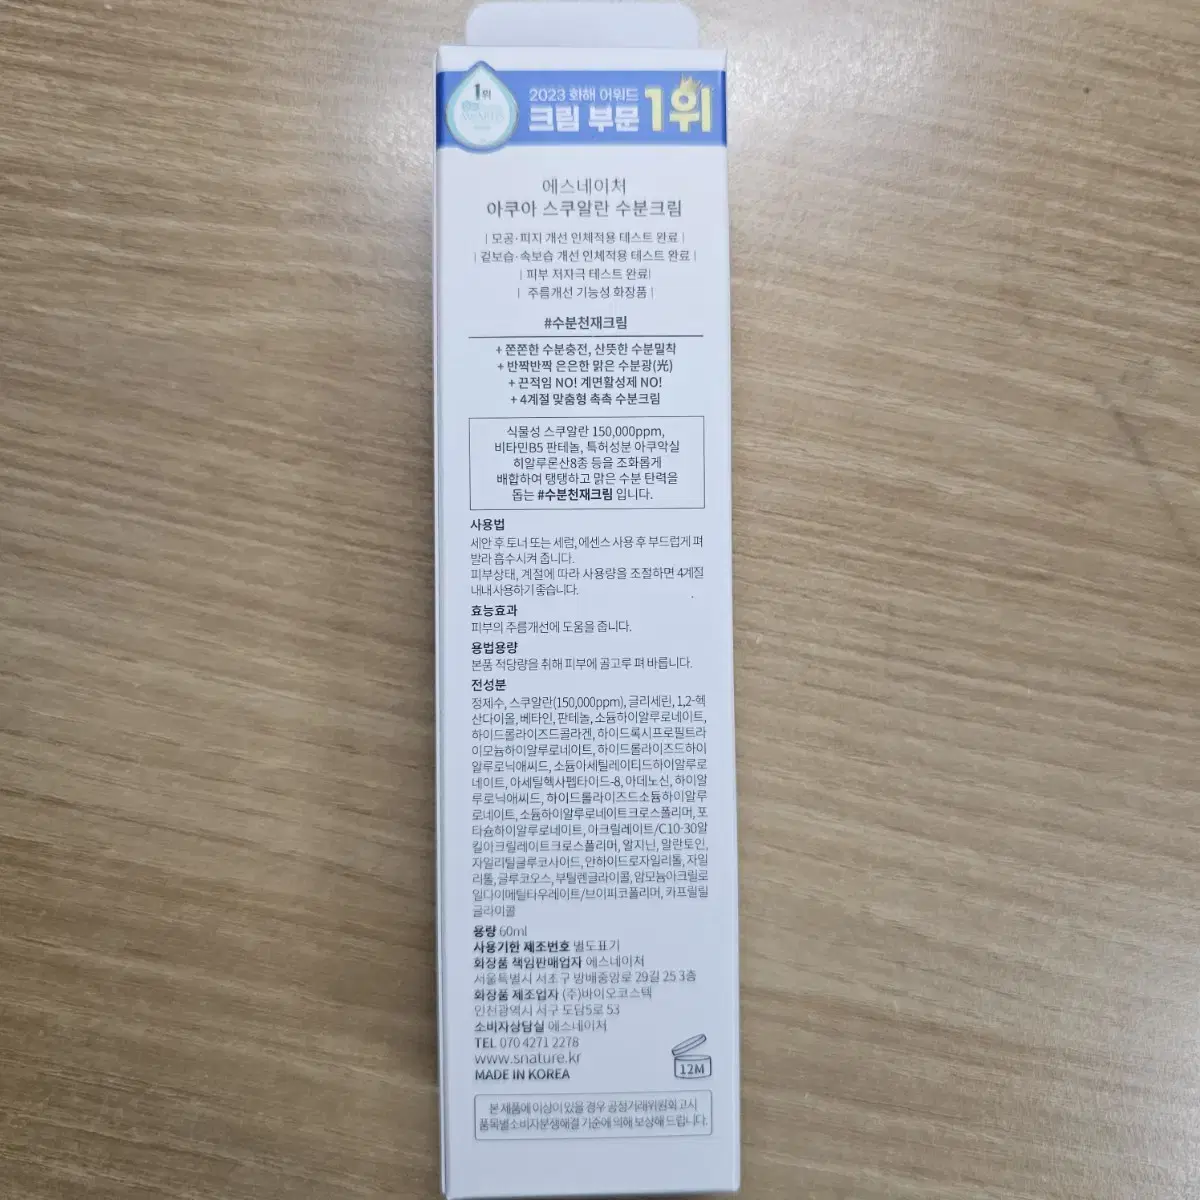 1위
2023 화해 어워드
크림 부문 1위
에스네이처
아쿠아 스쿠알란 수분크림
| 모공·피지 개선 인체적용 테스트 완료 |
| 겉보습·속보습 개선 인체적용 테스트 완료 |
| 피부 저자극 테스트 완료 |
| 주름개선 기능성 화장품 |
#수분천재크림
+ 쫀쫀한 수분충전, 산뜻한 수분밀착
+ 반짝반짝 은은한 맑은 수분광(光)
+ 끈적임 NO! 계면활성제 NO!
+ 4계절 맞춤형 촉촉 수분크림
식물성 스쿠알란 150,000ppm,
비타민B5 판테놀, 특허성분 아쿠악실
히알루론산8종 등을 조화롭게
배합하여 탱탱하고 맑은 수분 탄력을
돕는 #수분천재크림 입니다.
사용법
세안 후 토너 또는 세럼, 에센스 사용 후 부드럽게 펴
발라 흡수시켜 줍니다.
피부상태, 계절에 따라 사용량을 조절하면 4계절
내내 사용하기 좋습니다.
효능효과
피부의 주름개선에 도움을 줍니다.
용법용량
본품 적당량을 취해 피부에 골고루 펴 바릅니다.
전성분
정제수, 스쿠알란(150,000ppm), 글리세린, 1,2-헥
산다이올, 베타인, 판테놀, 소듐하이알루로네이트,
하이드롤라이즈드콜라겐, 하이드록시프로필트라
이모늄하이알루로네이트, 하이드롤라이즈드하이
알루로닉애씨드, 소듐아세틸레이티드하이알루로
네이트, 아세틸헥사펩타이드-8, 아데노신, 하이알
루로닉애씨드, 하이드롤라이즈드소듐하이알루
로네이트, 소듐하이알루로네이트크로스폴리머, 포
타슘하이알루로네이트, 아크릴레이트/C10-30알
킬아크릴레이트크로스폴리머, 알지닌, 알란토인,
자일리틸글루코사이드, 안하이드로자일리톨, 자일
리톨, 글루코오스, 부틸렌글라이콜, 암모늄아크릴로
일다이메틸타우레이트/브이피코폴리머, 카프릴릴
글라이콜
용량 60ml
사용기한 제조번호 별도표기
화장품 책임판매업자 에스네이처
서울특별시 서초구 방배중앙로 29길 25 3층
화장품 제조업자 (주)바이오코스텍
인천광역시 서구 도담5로 53
소비자상담실 에스네이처
TEL 070 4271 2278
www.snature.kr
MADE IN KOREA
12M
본 제품에 이상이 있을 경우 공정거래위원회 고시
품목별소비자분쟁해결 기준에 의해 보상해 드립니다.